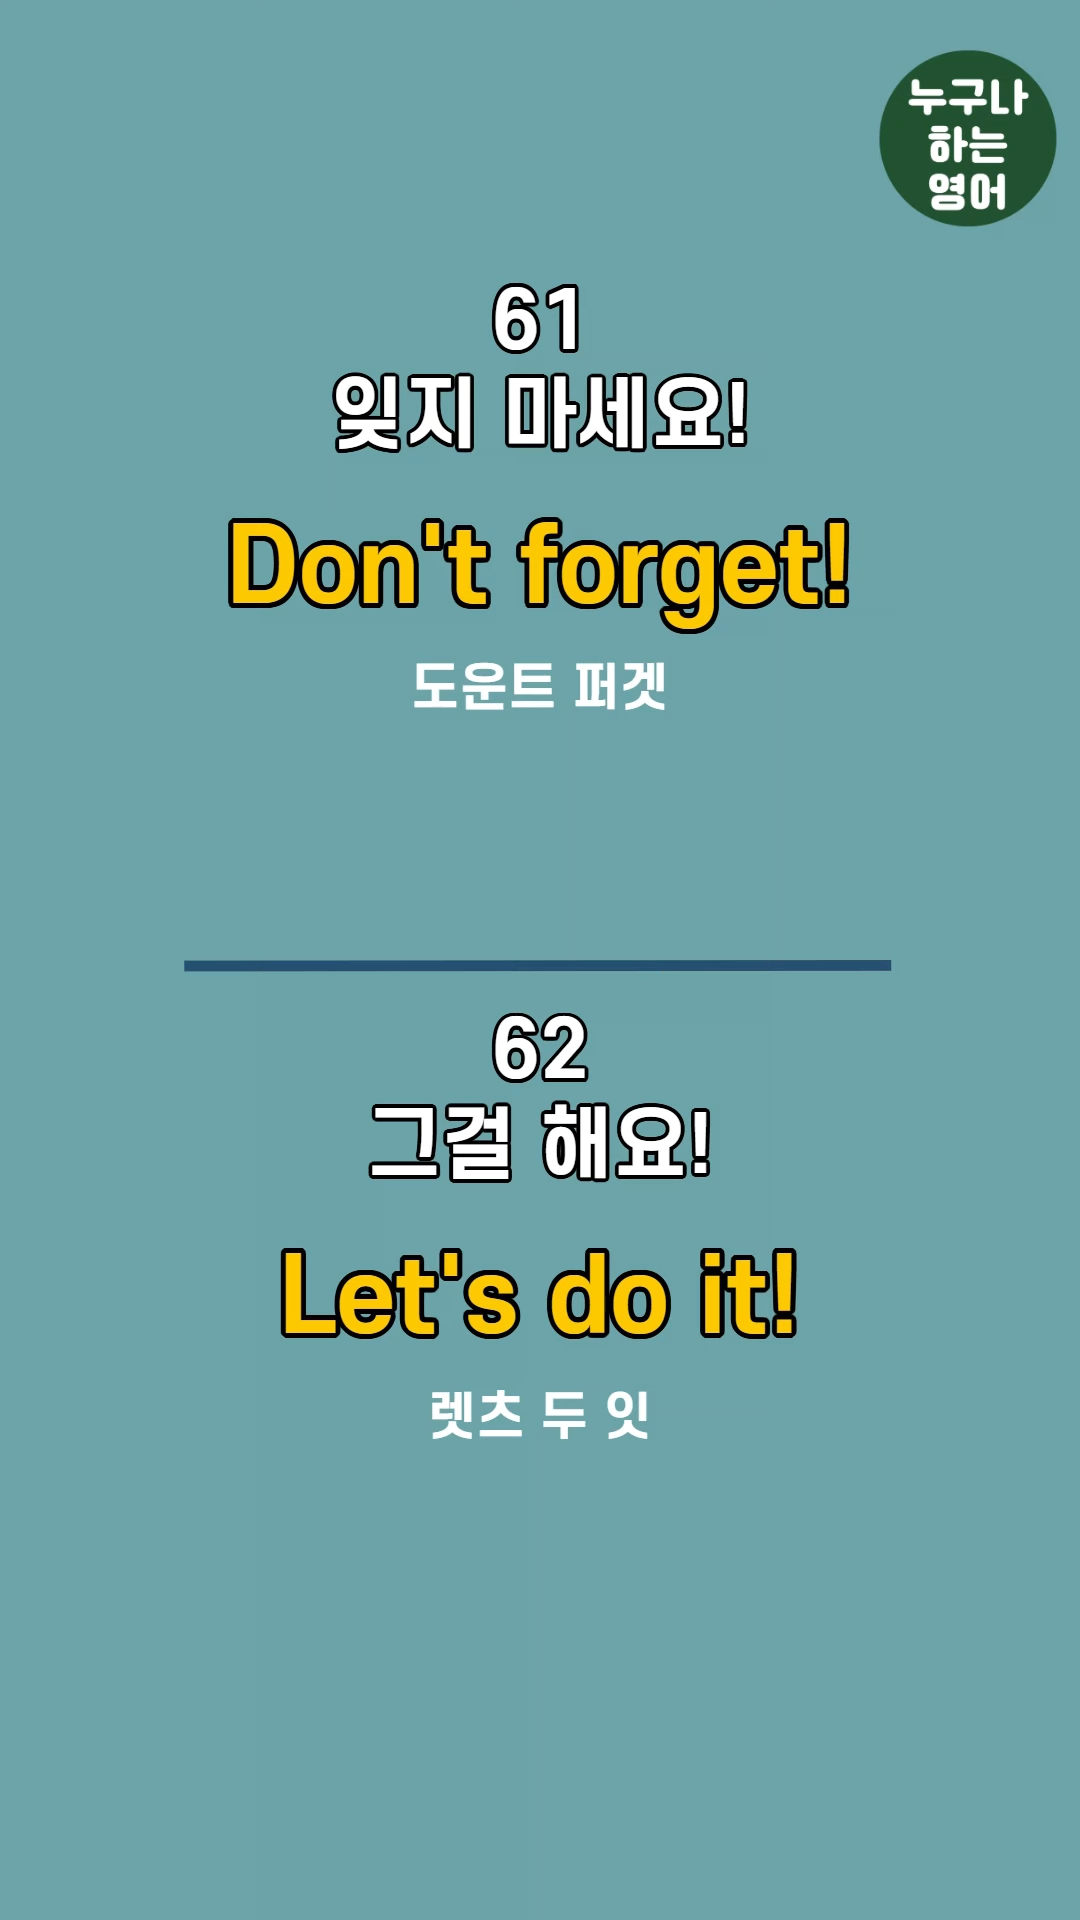 누구나
하는
영어
61
잊지 마세요!
Don't forget!
도운트 퍼겟
62
그걸 해요!
Let's do it!
렛츠 두 잇